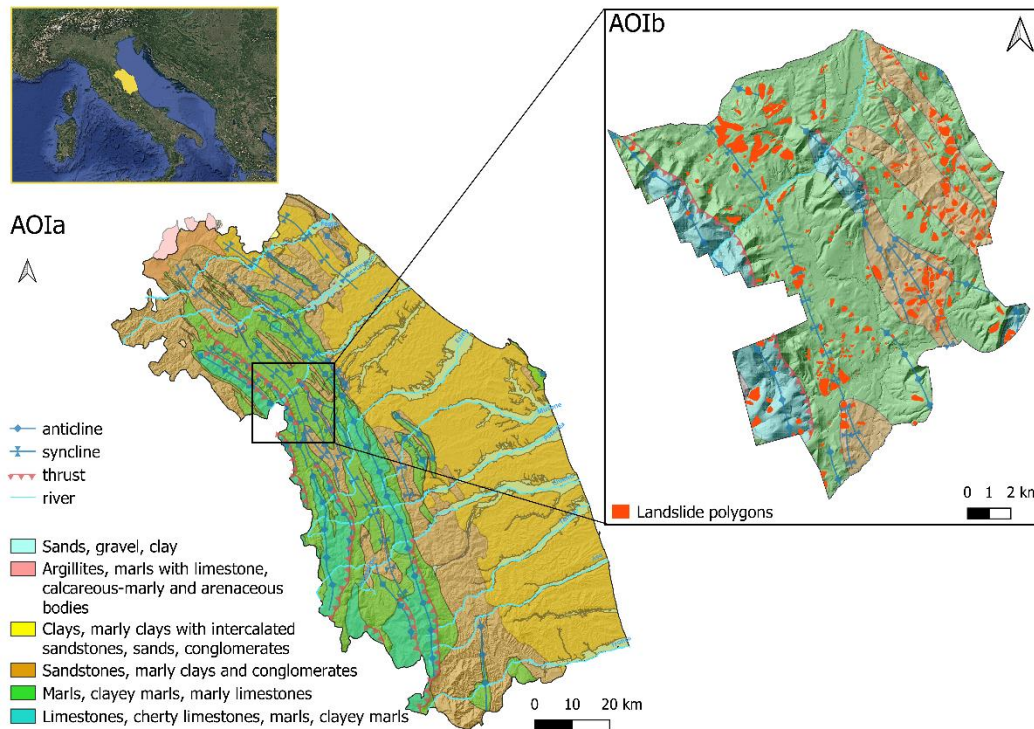 AOIb
AOIa
anticline
syncline
thrust
river
Sands, gravel, clay
Argillites, marls with limestone,
calcareous-marly and arenaceous
bodies
Clays, marly clays with intercalated
sandstones, sands, conglomerates
Sandstones, marly clays and conglomerates
Marls, clayey marls, marly limestones
Limestones, cherty limestones, marls, clayey marls
0 10 20 km
Landslide polygons
0 1 2 km